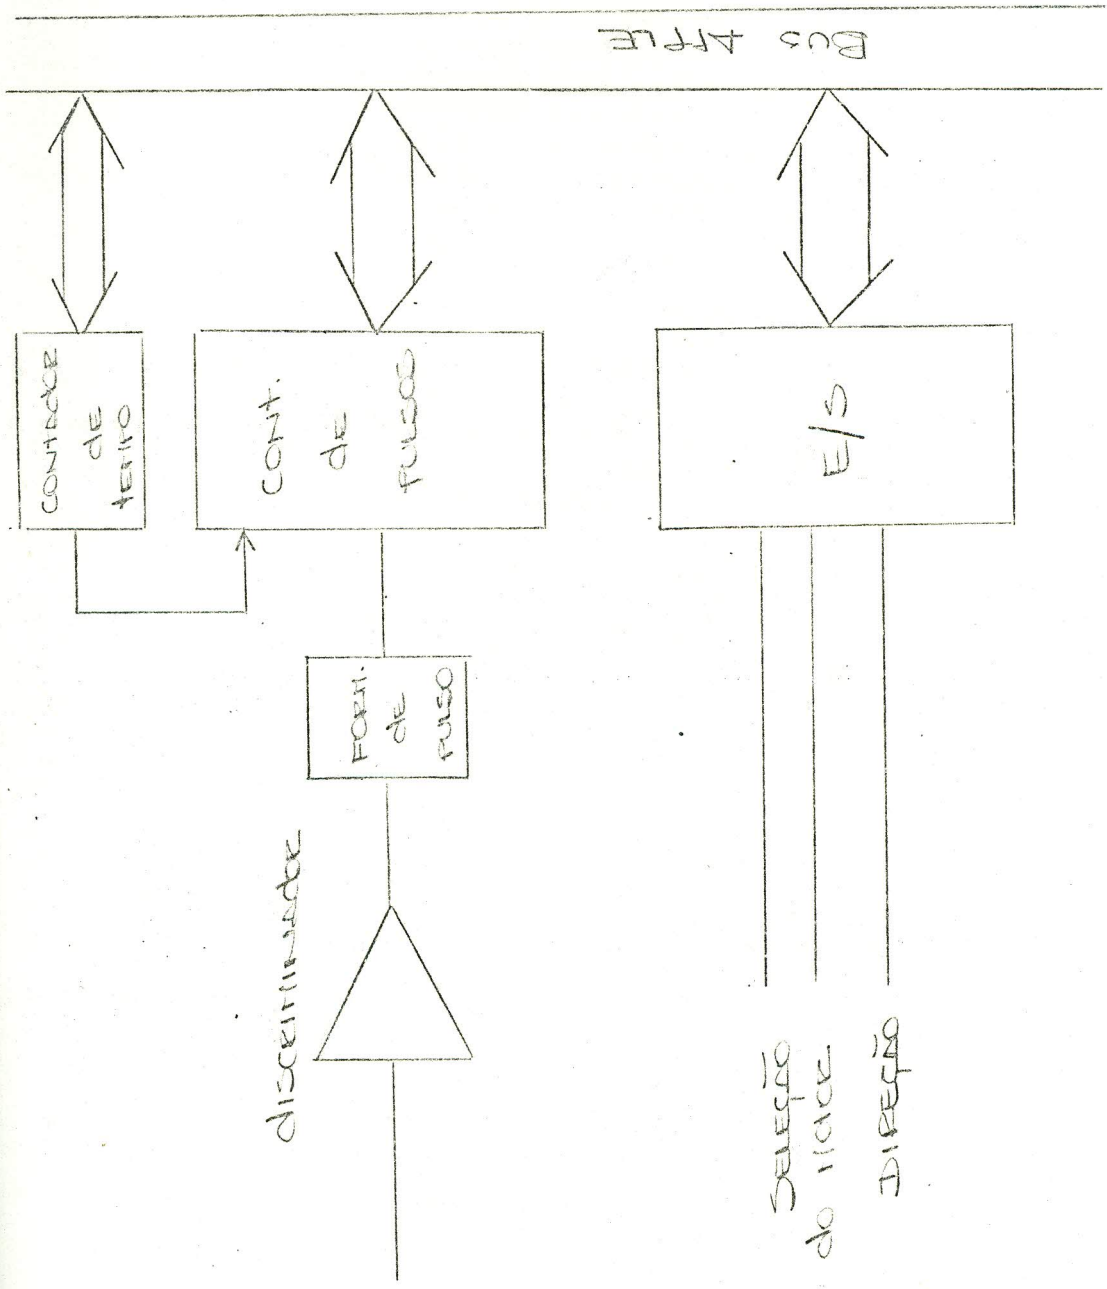 BUS APPLE
CONTADOR
dE
tEMPO
CONT.
dE
PULSOS
E/S
FORM.
dE
PULSO
discriminador
SELEÇÃO
do
DIREÇÃO